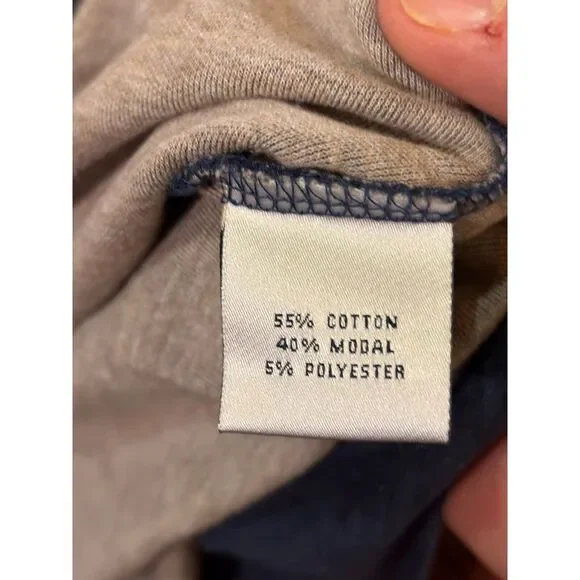 55% COTTON
40% MODAL
5% POLYESTER